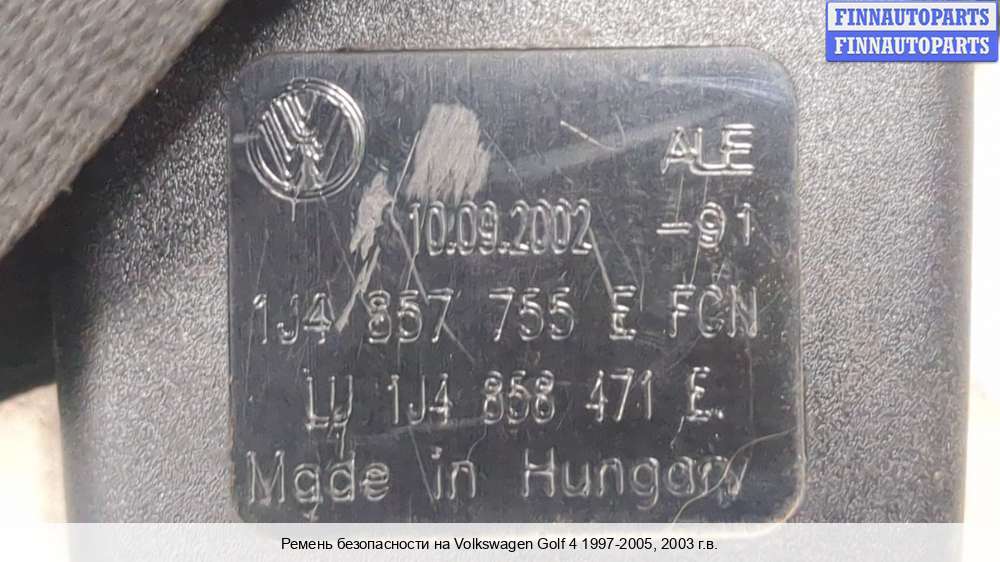 FINNAUTOPARTS
FINNAUTOPARTS
ALE
10.09.2002 -91
1J4 857 755 E FCN
1J4 858 471 E
Made in Hungary
Ремень безопасности на Volkswagen Golf 4 1997-2005, 2003 г.в.